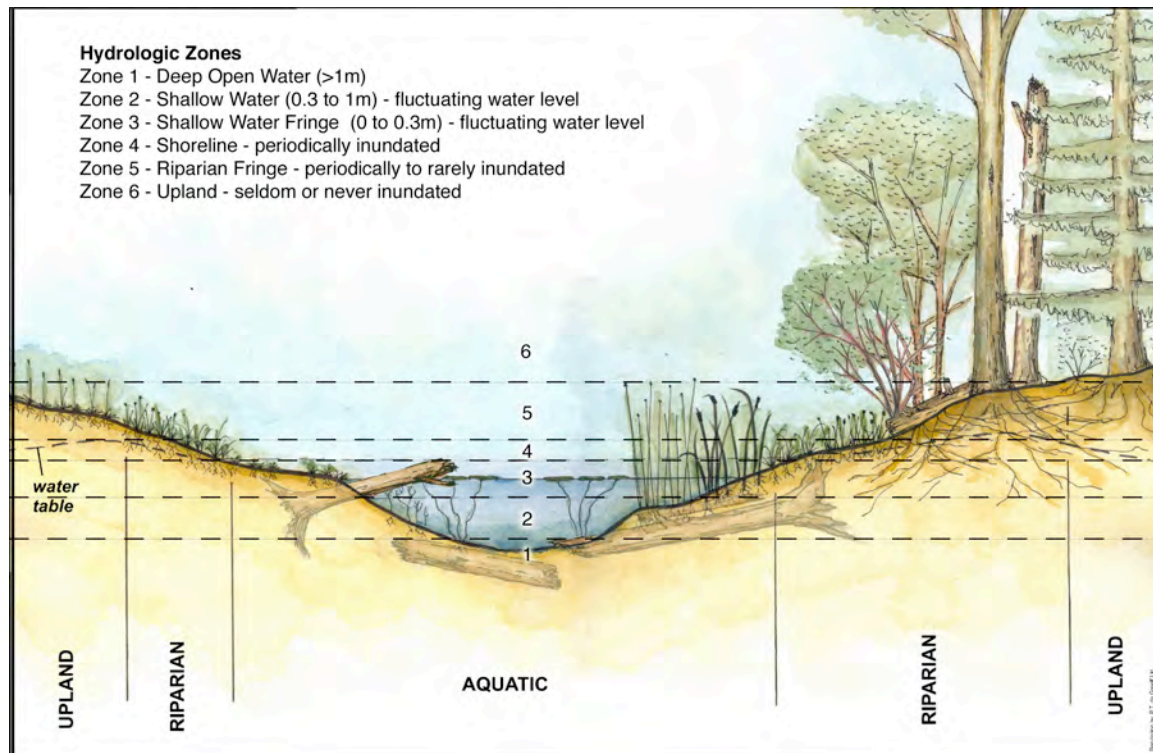 Hydrologic Zones
Zone 1 - Deep Open Water (>1m)
Zone 2 - Shallow Water (0.3 to 1m) - fluctuating water level
Zone 3 - Shallow Water Fringe (0 to 0.3m) - fluctuating water level
Zone 4 - Shoreline - periodically inundated
Zone 5 - Riparian Fringe - periodically to rarely inundated
Zone 6 - Upland - seldom or never inundated
6
5
4
3
2
1
water
table
UPLAND
RIPARIAN
AQUATIC
RIPARIAN
UPLAND